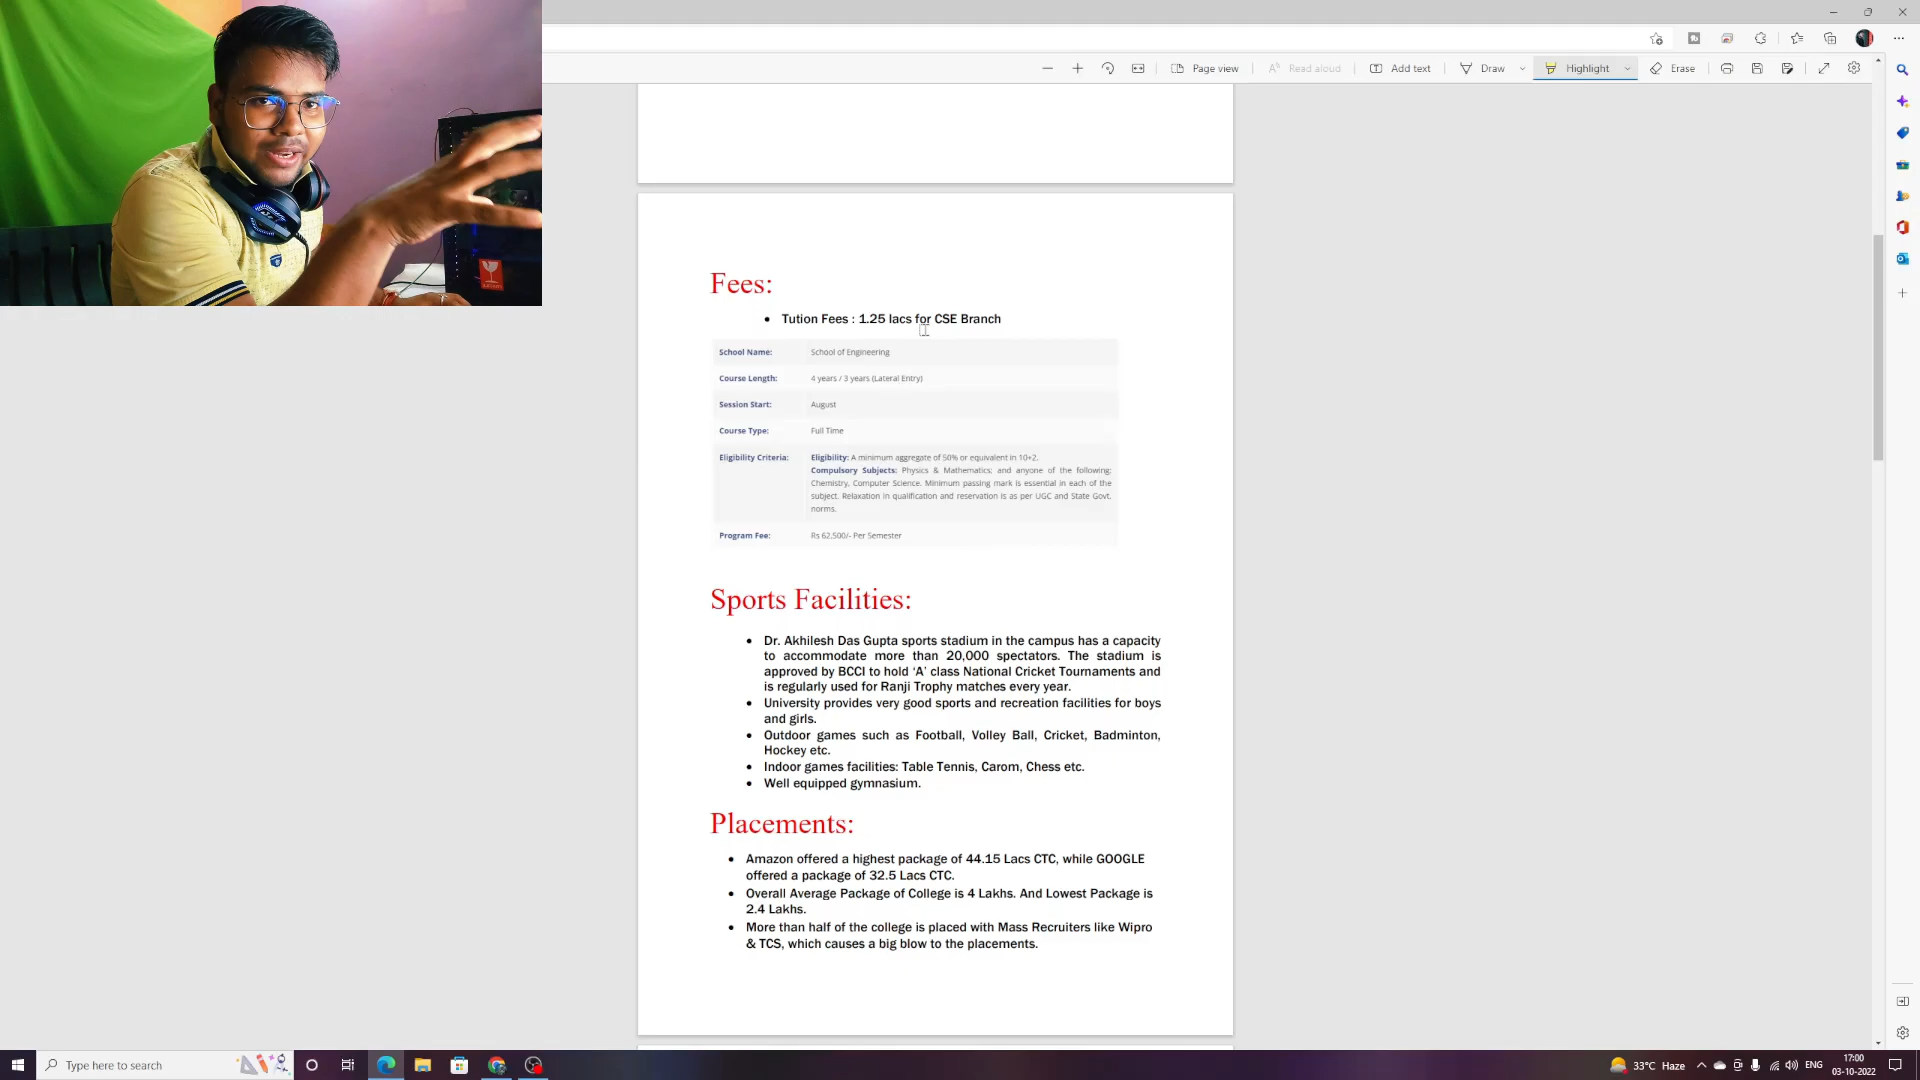 Page view
Read aloud
Add text
Draw
Highlight
Erase
Fees:
• Tution Fees : 1.25 lacs for CSE Branch
School Name: School of Engineering
Course Length: 4 years / 3 years (Lateral Entry)
Session Start: August
Course Type: Full Time
Eligibility Criteria: Eligibility: A minimum aggregate of 50% or equivalent in 10+2.
Compulsory Subjects: Physics & Mathematics; and anyone of the following:
Chemistry, Computer Science. Minimum passing mark is essential in each of the
subject. Relaxation in qualification and reservation is as per UGC and State Govt.
norms.
Program Fee: Rs 62,500/- Per Semester
Sports Facilities:
• Dr. Akhilesh Das Gupta sports stadium in the campus has a capacity
to accommodate more than 20,000 spectators. The stadium is
approved by BCCI to hold ‘A’ class National Cricket Tournaments and
is regularly used for Ranji Trophy matches every year.
• University provides very good sports and recreation facilities for boys
and girls.
• Outdoor games such as Football, Volley Ball, Cricket, Badminton,
Hockey etc.
• Indoor games facilities: Table Tennis, Carom, Chess etc.
• Well equipped gymnasium.
Placements:
• Amazon offered a highest package of 44.15 Lacs CTC, while GOOGLE
offered a package of 32.5 Lacs CTC.
• Overall Average Package of College is 4 Lakhs. And Lowest Package is
2.4 Lakhs.
• More than half of the college is placed with Mass Recruiters like Wipro
& TCS, which causes a big blow to the placements.
Type here to search
33°C Haze
ENG
17:00
03-10-2022